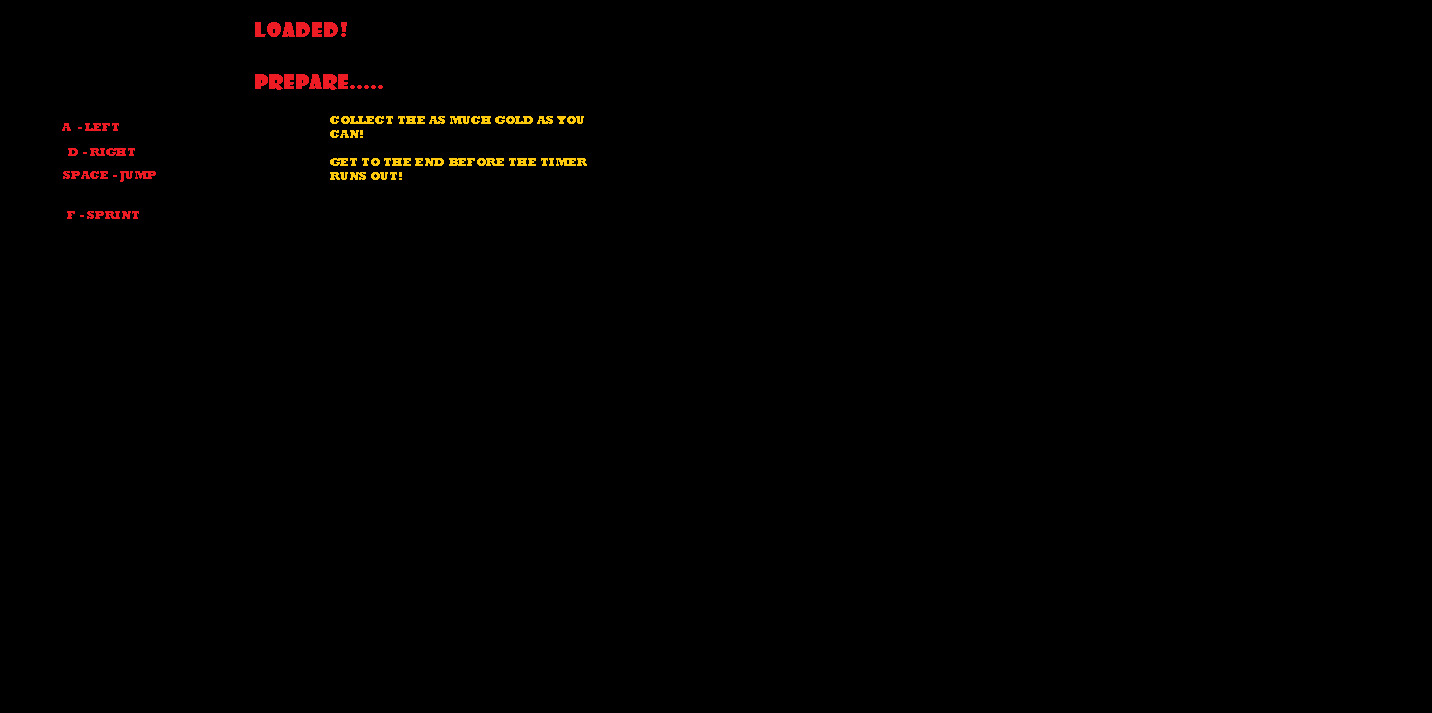 LOADED!
PREPARE.....
A - LEFT
D - RIGHT
SPACE - JUMP
F - SPRINT
COLLECT THE AS MUCH GOLD AS YOU
CAN!
GET TO THE END BEFORE THE TIMER
RUNS OUT!